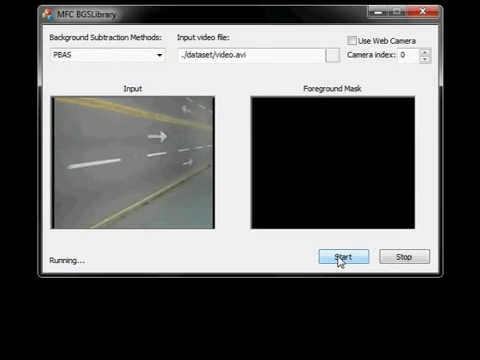 MFC BGSLibrary
Background Subtraction Methods:
Input video file:
Use Web Camera
PBAS
./dataset/video.avi
Camera index:
0
Input
Foreground Mask
Running...
Start
Stop